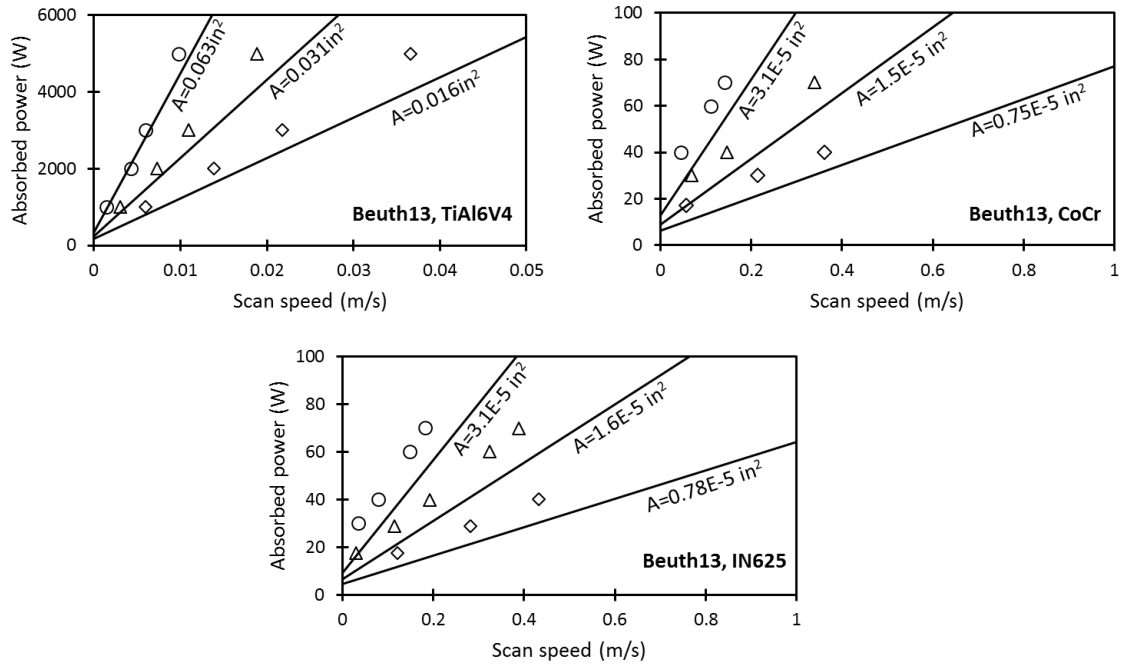 6000
4000
2000
0
Absorbed power (W)
A=0.063in²
A=0.031in²
A=0.016in²
Beuth13, TiAl6V4
0 0.01 0.02 0.03 0.04 0.05
Scan speed (m/s)
100
80
60
40
20
0
Absorbed power (W)
A=3.1E-5 in²
A=1.5E-5 in²
A=0.75E-5 in²
Beuth13, CoCr
0 0.2 0.4 0.6 0.8 1
Scan speed (m/s)
100
80
60
40
20
0
Absorbed power (W)
A=3.1E-5 in²
A=1.6E-5 in²
A=0.78E-5 in²
Beuth13, IN625
0 0.2 0.4 0.6 0.8 1
Scan speed (m/s)